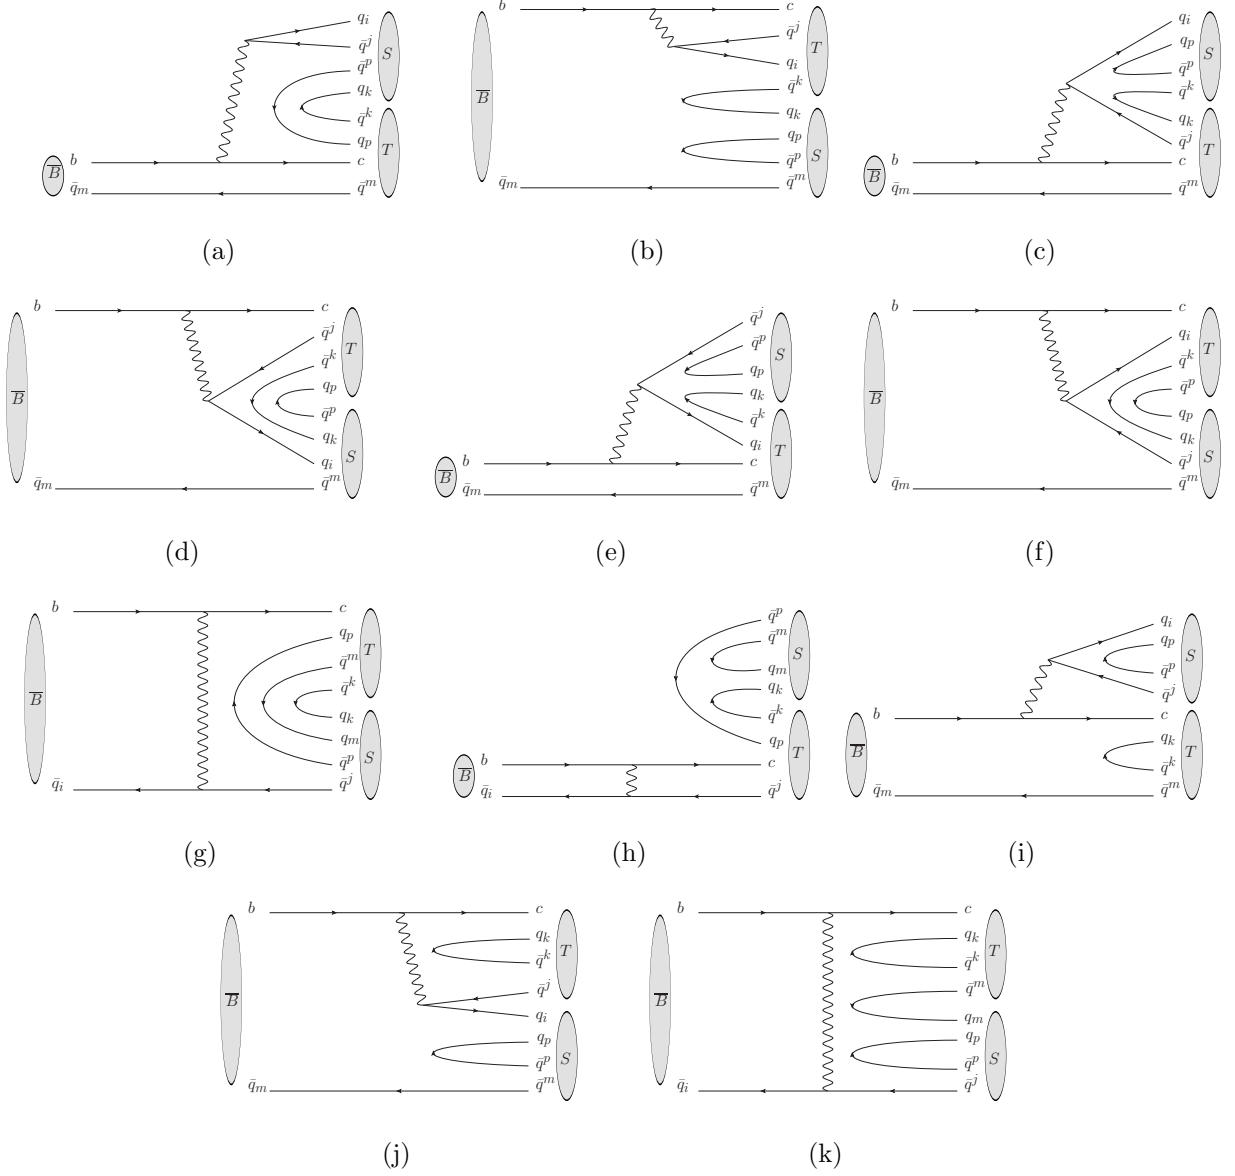 q_i
q̄^j
q̄^p
q_k
q̄^k
q_p
b c
q̄_m q̄^m
B̅ S T
(a)
b c
q̄^j
q_i
q̄^k
q_k
q_p
q̄^p
q̄_m q̄^m
B̅ T S
(b)
q_i
q_p
q̄^p
q̄^k
q_k
q̄^j
b c
q̄_m q̄^m
B̅ S T
(c)
b c
q̄^j
q̄^k
q_p
q̄^p
q_k
q_i
q̄_m q̄^m
B̅ T S
(d)
q̄^j
q̄^p
q_p
q_k
q̄^k
q_i
b c
q̄_m q̄^m
B̅ S T
(e)
b c
q_i
q̄^k
q̄^p
q_p
q_k
q̄^j
q̄_m q̄^m
B̅ T S
(f)
b c
q_p
q̄^m
q̄^k
q_k
q_m
q̄^p
q̄_i q̄^j
B̅ T S
(g)
q̄^p
q̄^m
q_m
q_k
q̄^k
q_p
b c
q̄_i q̄^j
B̅ S T
(h)
q_i
q_p
q̄^p
q̄^j
b c
q_k
q̄^k
q̄_m q̄^m
B̅ S T
(i)
b c
q_k
q̄^k
q̄^j
q_i
q_p
q̄^p
q̄_m q̄^m
B̅ T S
(j)
b c
q_k
q̄^k
q̄^m
q_m
q_p
q̄^p
q̄_i q̄^j
B̅ T S
(k)